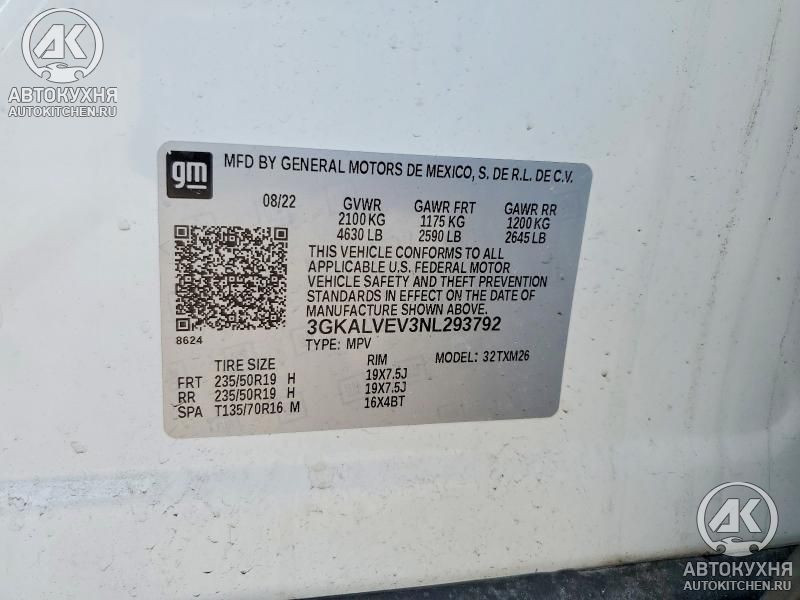 AK
АВТОКУХНЯ
AUTOKITCHEN.RU
gm
MFD BY GENERAL MOTORS DE MEXICO, S. DE R.L. DE C.V.
08/22 GVWR GAWR FRT GAWR RR
2100 KG 1175 KG 1200 KG
4630 LB 2590 LB 2645 LB
THIS VEHICLE CONFORMS TO ALL
APPLICABLE U.S. FEDERAL MOTOR
VEHICLE SAFETY AND THEFT PREVENTION
STANDARDS IN EFFECT ON THE DATE OF
MANUFACTURE SHOWN ABOVE.
3GKALVEV3NL293792
8624
TYPE: MPV MODEL: 32TXM26
TIRE SIZE RIM
FRT 235/50R19 H 19X7.5J
RR 235/50R19 H 19X7.5J
SPA T135/70R16 M 16X4BT
AK
АВТОКУХНЯ
AUTOKITCHEN.RU